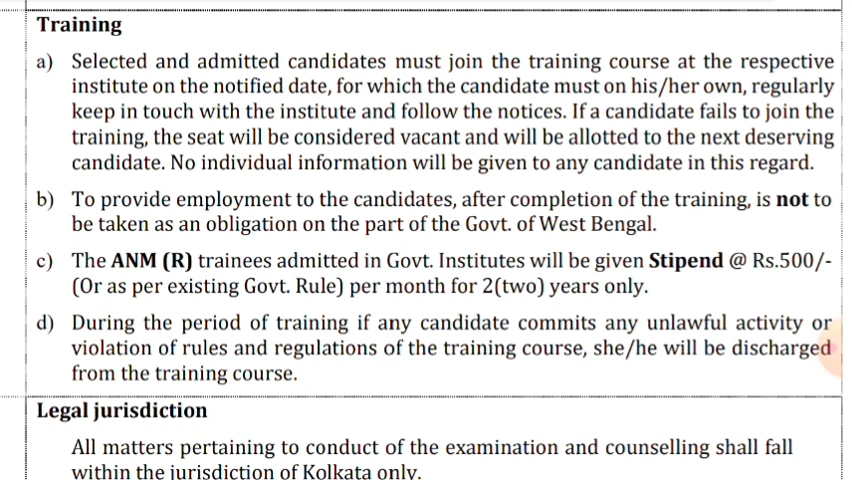 Training
a) Selected and admitted candidates must join the training course at the respective
institute on the notified date, for which the candidate must on his/her own, regularly
keep in touch with the institute and follow the notices. If a candidate fails to join the
training, the seat will be considered vacant and will be allotted to the next deserving
candidate. No individual information will be given to any candidate in this regard.
b) To provide employment to the candidates, after completion of the training, is not to
be taken as an obligation on the part of the Govt. of West Bengal.
c) The ANM (R) trainees admitted in Govt. Institutes will be given Stipend @ Rs.500/-
(Or as per existing Govt. Rule) per month for 2(two) years only.
d) During the period of training if any candidate commits any unlawful activity or
violation of rules and regulations of the training course, she/he will be discharged
from the training course.
Legal jurisdiction
All matters pertaining to conduct of the examination and counselling shall fall
within the jurisdiction of Kolkata only.